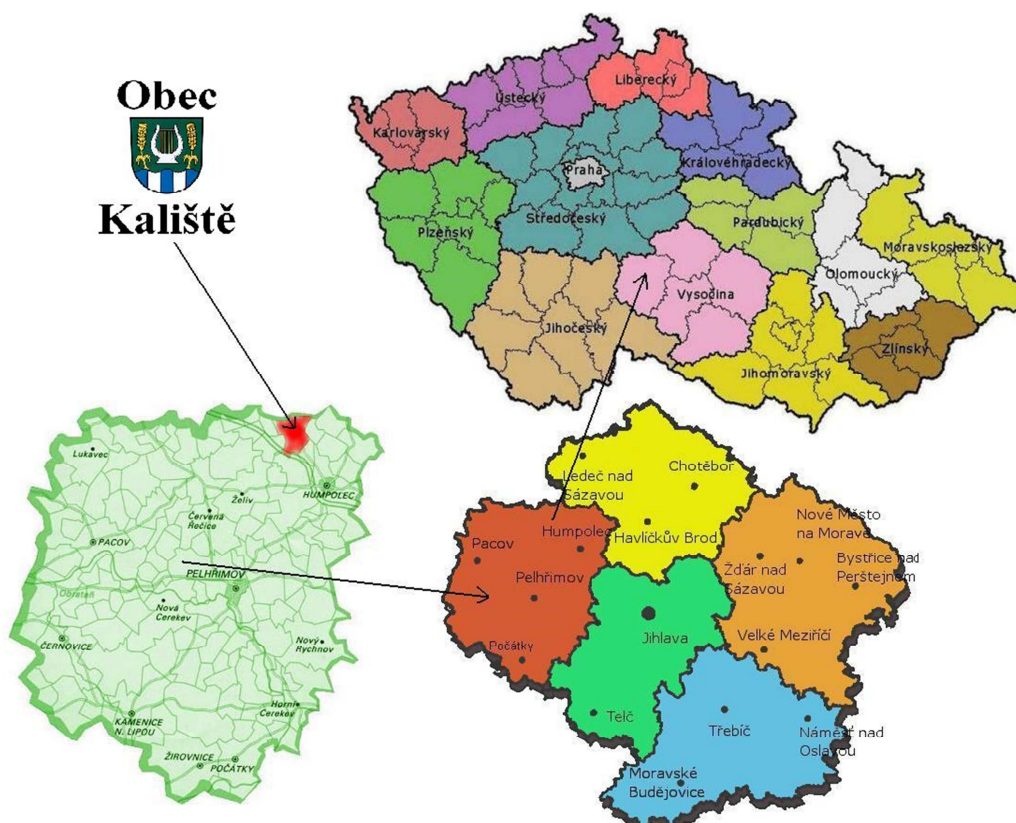 Obec
Kaliště
Liberecký
Ústecký
Karlovarský
Královéhradecký
Praha
Středočeský
Plzeňský
Pardubický
Moravskoslezský
Olomoucký
Vysočina
Jihočeský
Zlínský
Jihomoravský
Lukavec
HUMPOLEC
Želiv
Červená
Řečice
PACOV
PELHŘIMOV
Obrataň
Nová
Cerekev
ČERNOVICE
Nový
Rychnov
Horní
Cerekev
KAMENICE
N. LIPOU
ŽIROVNICE
POČÁTKY
Ledeč nad
Sázavou
Chotěboř
Havlíčkův Brod
Humpolec
Pacov
Pelhřimov
Počátky
Nové Město
na Moravě
Bystřice nad
Perštejnem
Žďár nad
Sázavou
Velké Meziříčí
Jihlava
Telč
Třebíč
Náměšť nad
Oslavou
Moravské
Budějovice